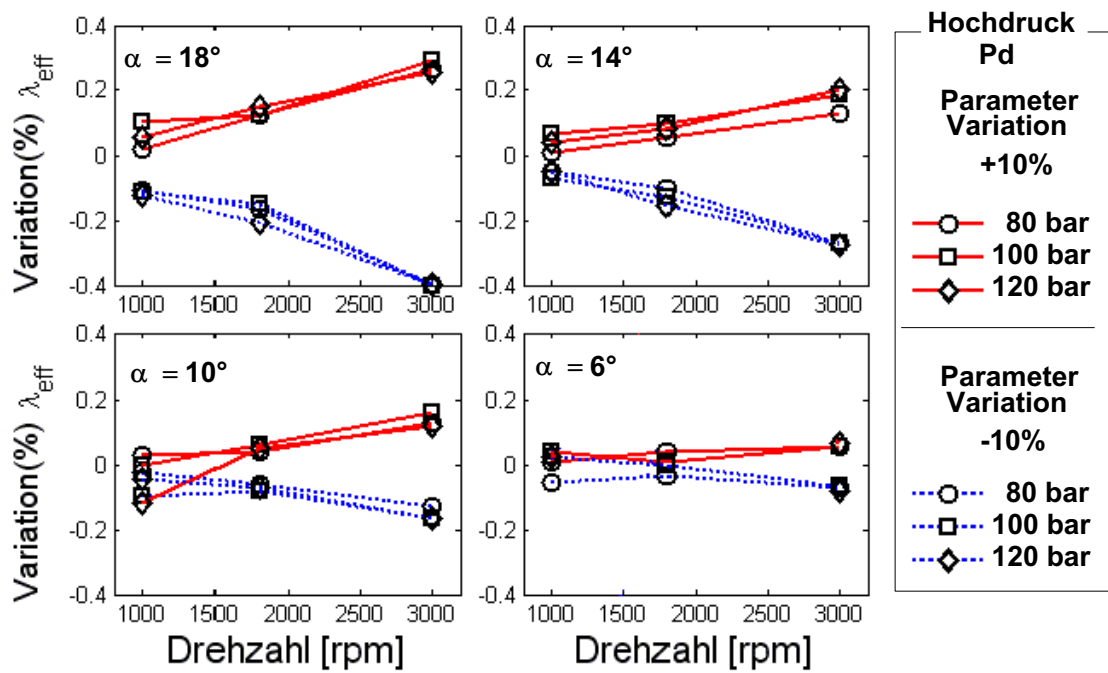 0.4
0.2
0
-0.2
-0.4
Variation(%) λeff
α = 18°
1000 1500 2000 2500 3000
0.4
0.2
0
-0.2
-0.4
α = 14°
1000 1500 2000 2500 3000
0.4
0.2
0
-0.2
-0.4
Variation(%) λeff
α = 10°
1000 1500 2000 2500 3000
Drehzahl [rpm]
0.4
0.2
0
-0.2
-0.4
α = 6°
1000 1500 2000 2500 3000
Drehzahl [rpm]
Hochdruck
Pd
Parameter
Variation
+10%
80 bar
100 bar
120 bar
Parameter
Variation
-10%
80 bar
100 bar
120 bar